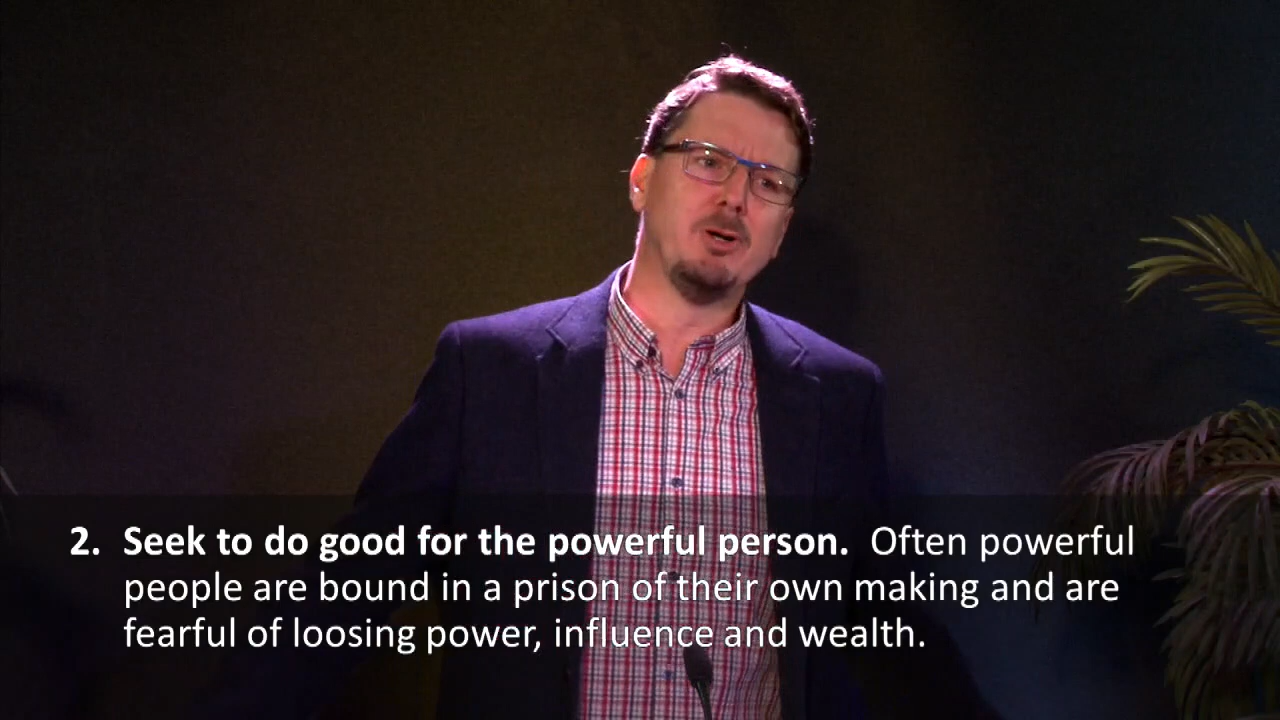 2. Seek to do good for the powerful person. Often powerful
people are bound in a prison of their own making and are
fearful of loosing power, influence and wealth.